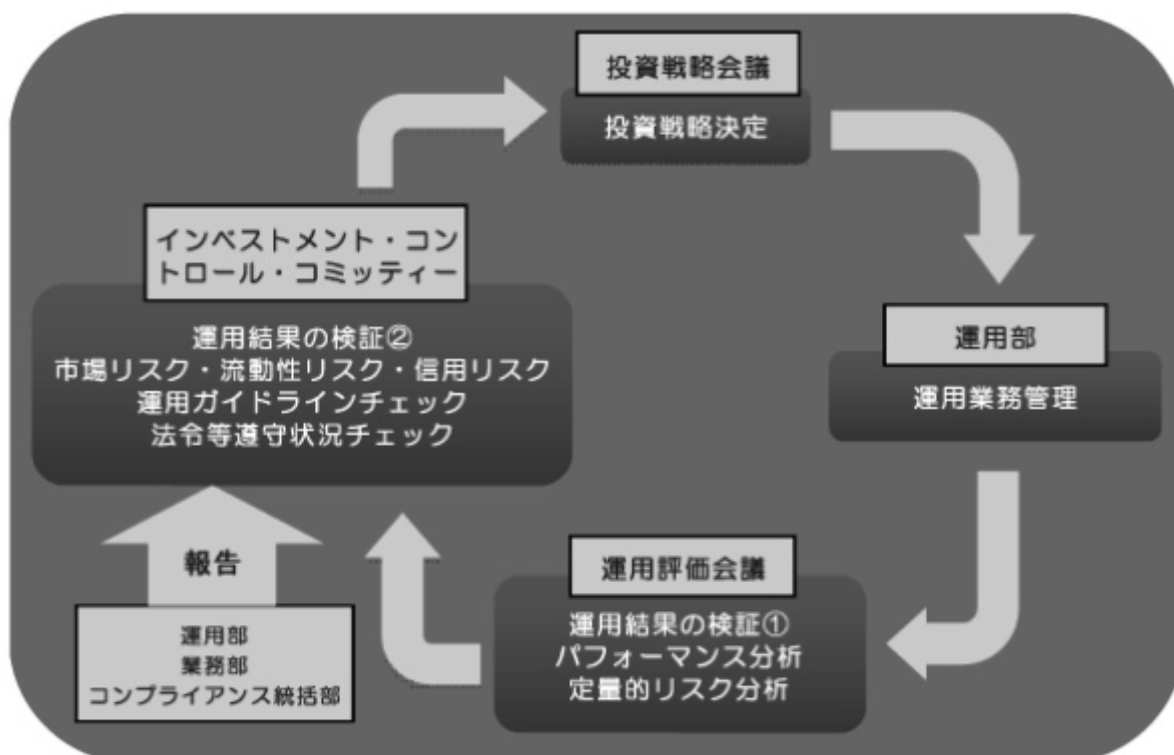 投資戦略会議
投資戦略決定
インベストメント・コン
トロール・コミッティー
運用結果の検証②
市場リスク・流動性リスク・信用リスク
運用ガイドラインチェック
法令等遵守状況チェック
運用部
運用業務管理
運用評価会議
運用結果の検証①
パフォーマンス分析
定量的リスク分析
報告
運用部
業務部
コンプライアンス統括部